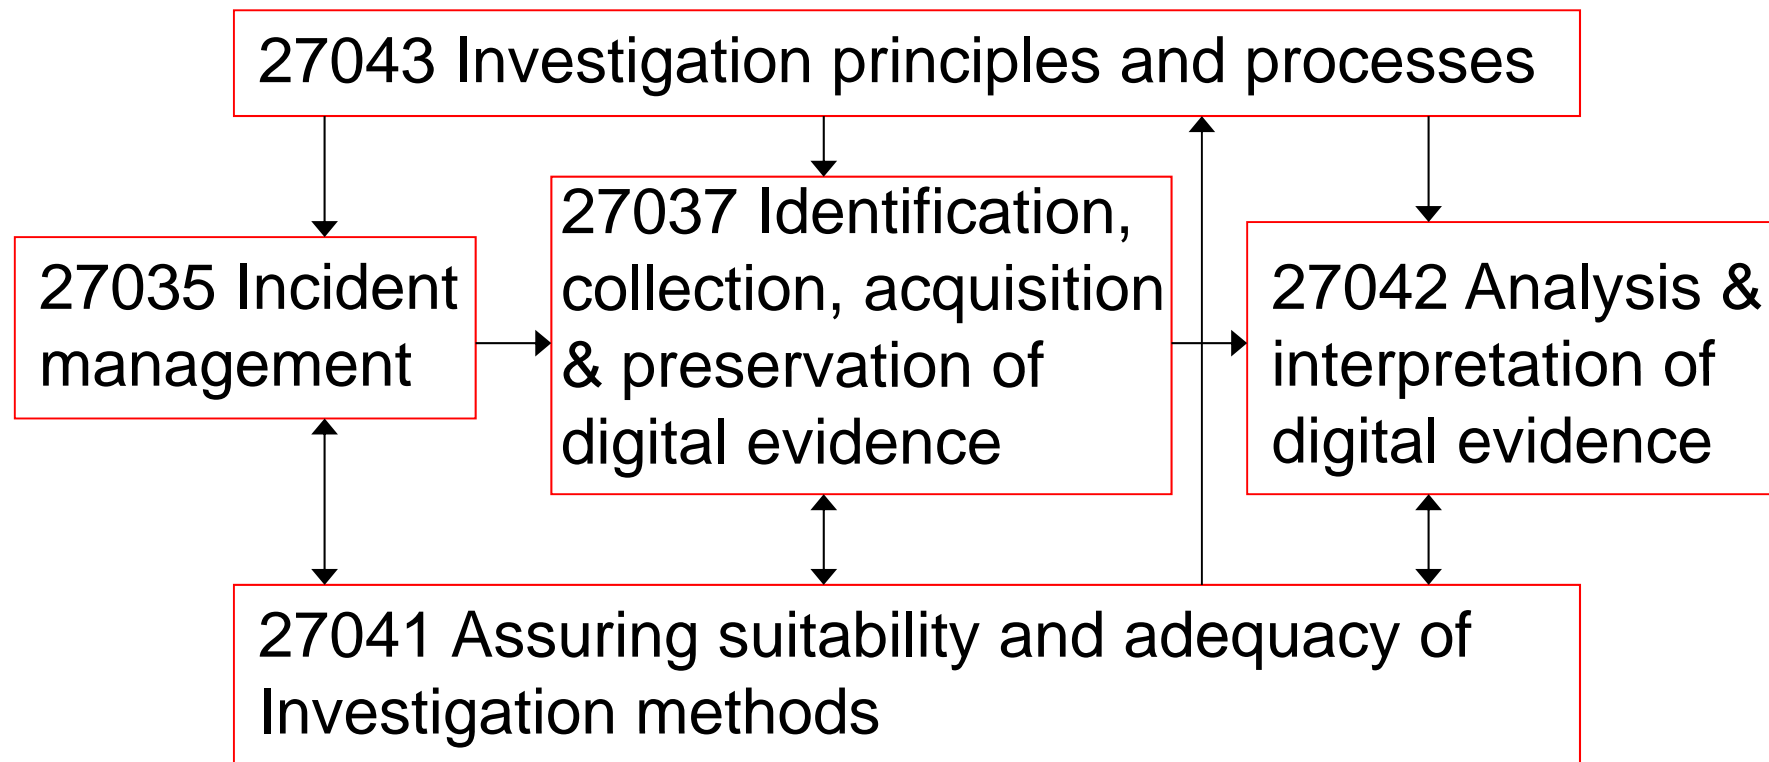 27043 Investigation principles and processes
27035 Incident
management
27037 Identification,
collection, acquisition
& preservation of
digital evidence
27042 Analysis &
interpretation of
digital evidence
27041 Assuring suitability and adequacy of
Investigation methods